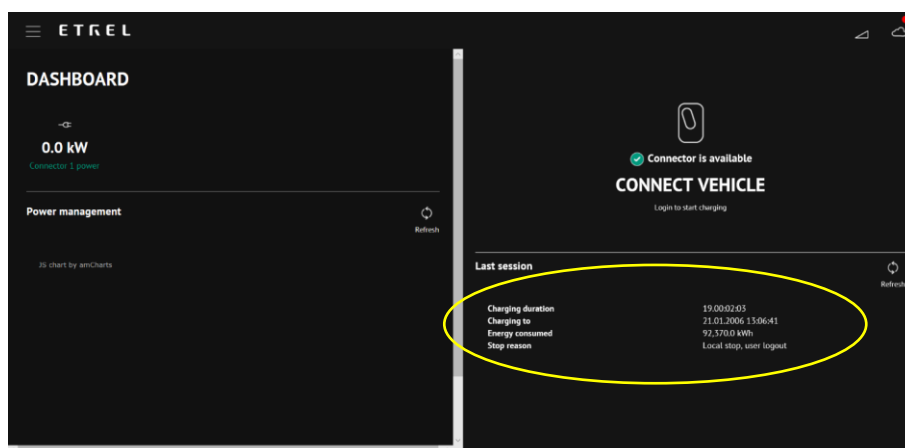 ETREL
DASHBOARD
0.0 kW
Connector 1 power
Power management
Refresh
JS chart by amCharts
Connector is available
CONNECT VEHICLE
Login to start charging
Last session
Refresh
Charging duration 19.00:02:03
Charging to 21.01.2006 13:06:41
Energy consumed 92,370.0 kWh
Stop reason Local stop, user logout